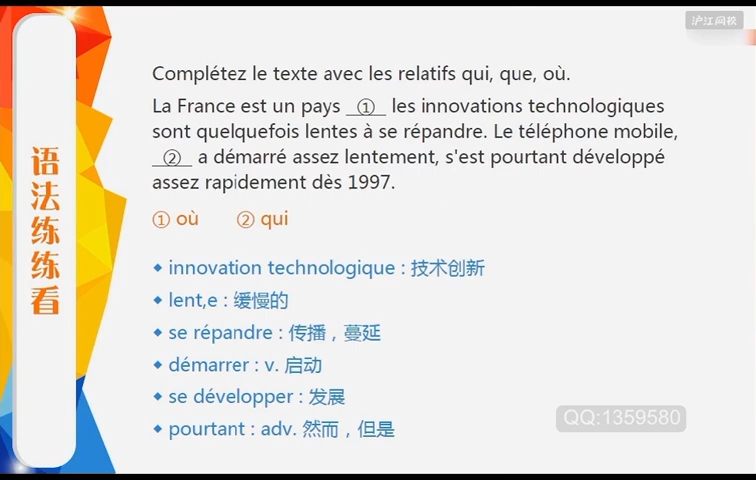 沪江网校
语法练练看
Complétez le texte avec les relatifs qui, que, où.
La France est un pays ① les innovations technologiques
sont quelquefois lentes à se répandre. Le téléphone mobile,
② a démarré assez lentement, s'est pourtant développé
assez rapidement dès 1997.
① où ② qui
◆ innovation technologique : 技术创新
◆ lent,e : 缓慢的
◆ se répandre : 传播，蔓延
◆ démarrer : v. 启动
◆ se développer : 发展
◆ pourtant : adv. 然而，但是
QQ:1359580